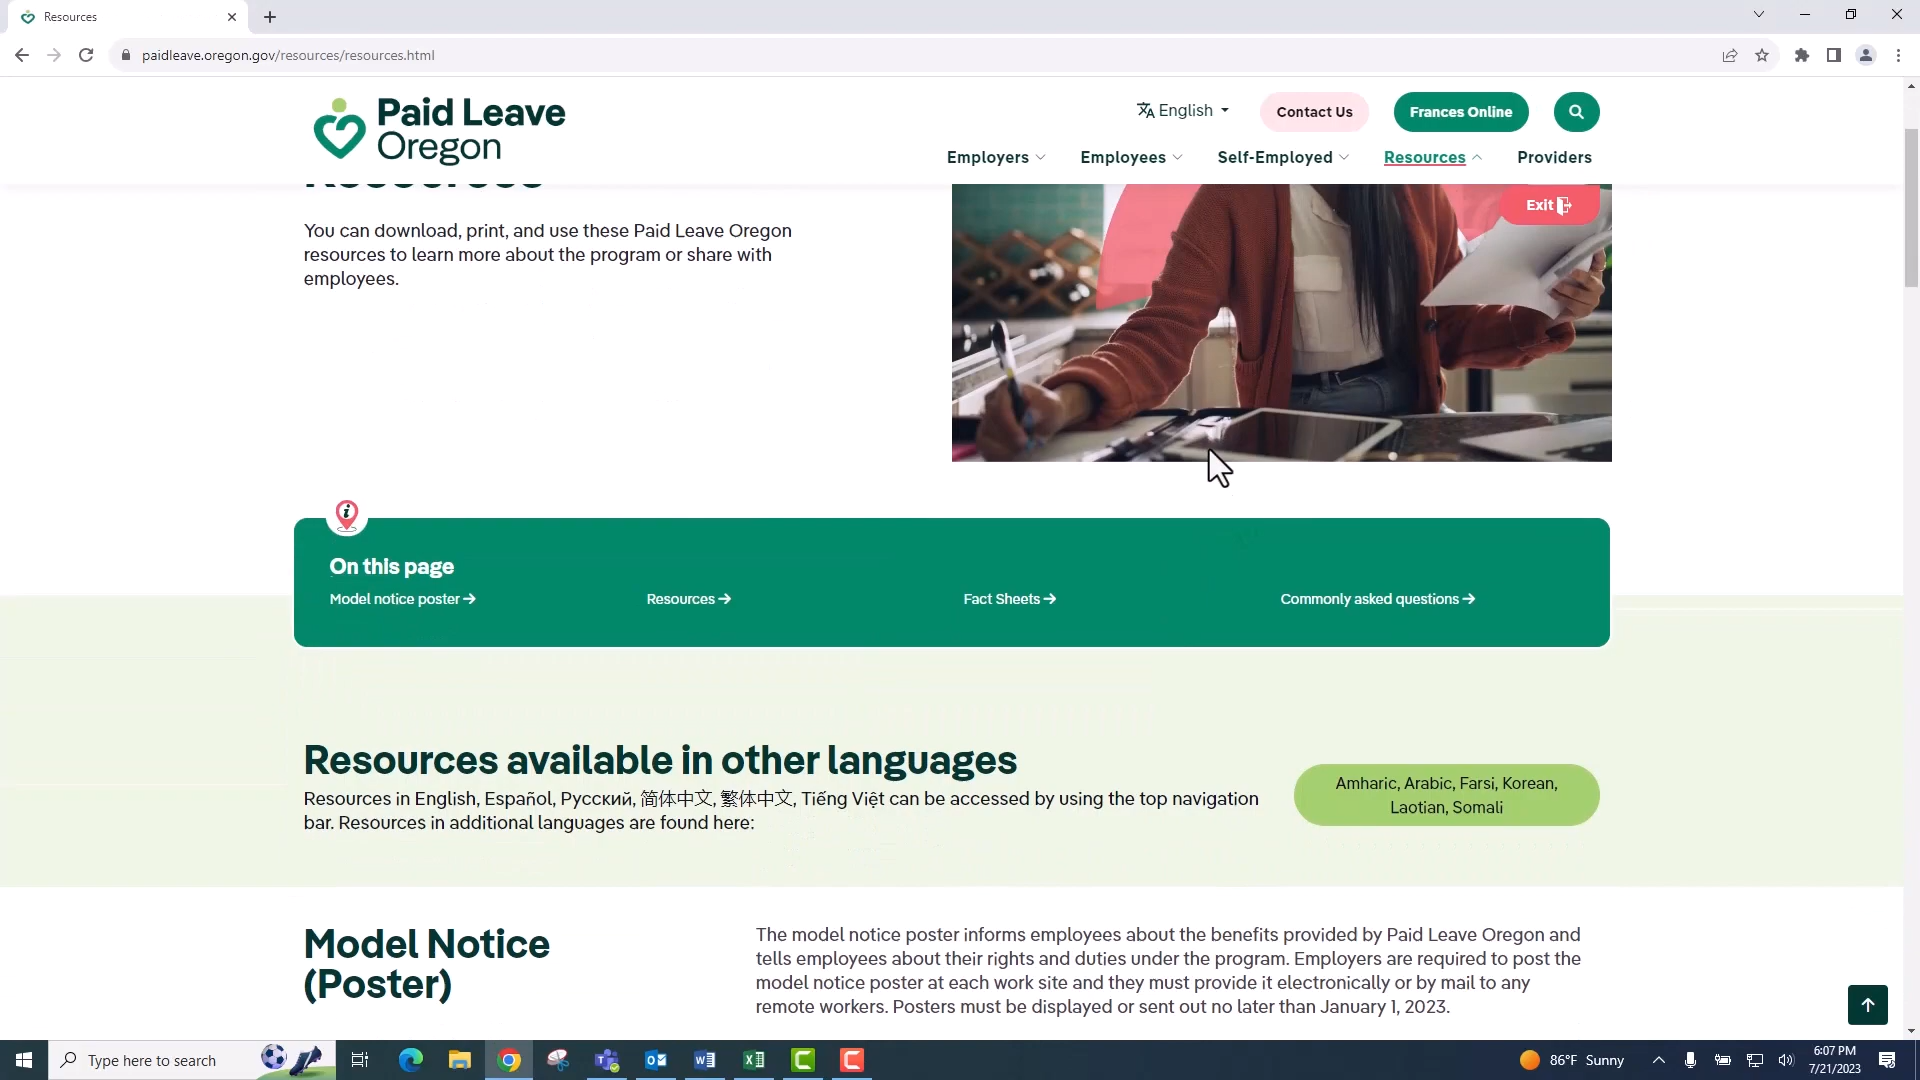 Resources
paidleave.oregon.gov/resources/resources.html
Paid Leave
Oregon
English
Contact Us
Frances Online
Employers
Employees
Self-Employed
Resources
Providers
Resources
Exit
You can download, print, and use these Paid Leave Oregon
resources to learn more about the program or share with
employees.
On this page
Model notice poster
Resources
Fact Sheets
Commonly asked questions
Resources available in other languages
Resources in English, Español, Русский, 简体中文, 繁体中文, Tiếng Việt can be accessed by using the top navigation
bar. Resources in additional languages are found here:
Amharic, Arabic, Farsi, Korean,
Laotian, Somali
Model Notice
(Poster)
The model notice poster informs employees about the benefits provided by Paid Leave Oregon and
tells employees about their rights and duties under the program. Employers are required to post the
model notice poster at each work site and they must provide it electronically or by mail to any
remote workers. Posters must be displayed or sent out no later than January 1, 2023.
Type here to search
86°F Sunny
6:07 PM
7/21/2023